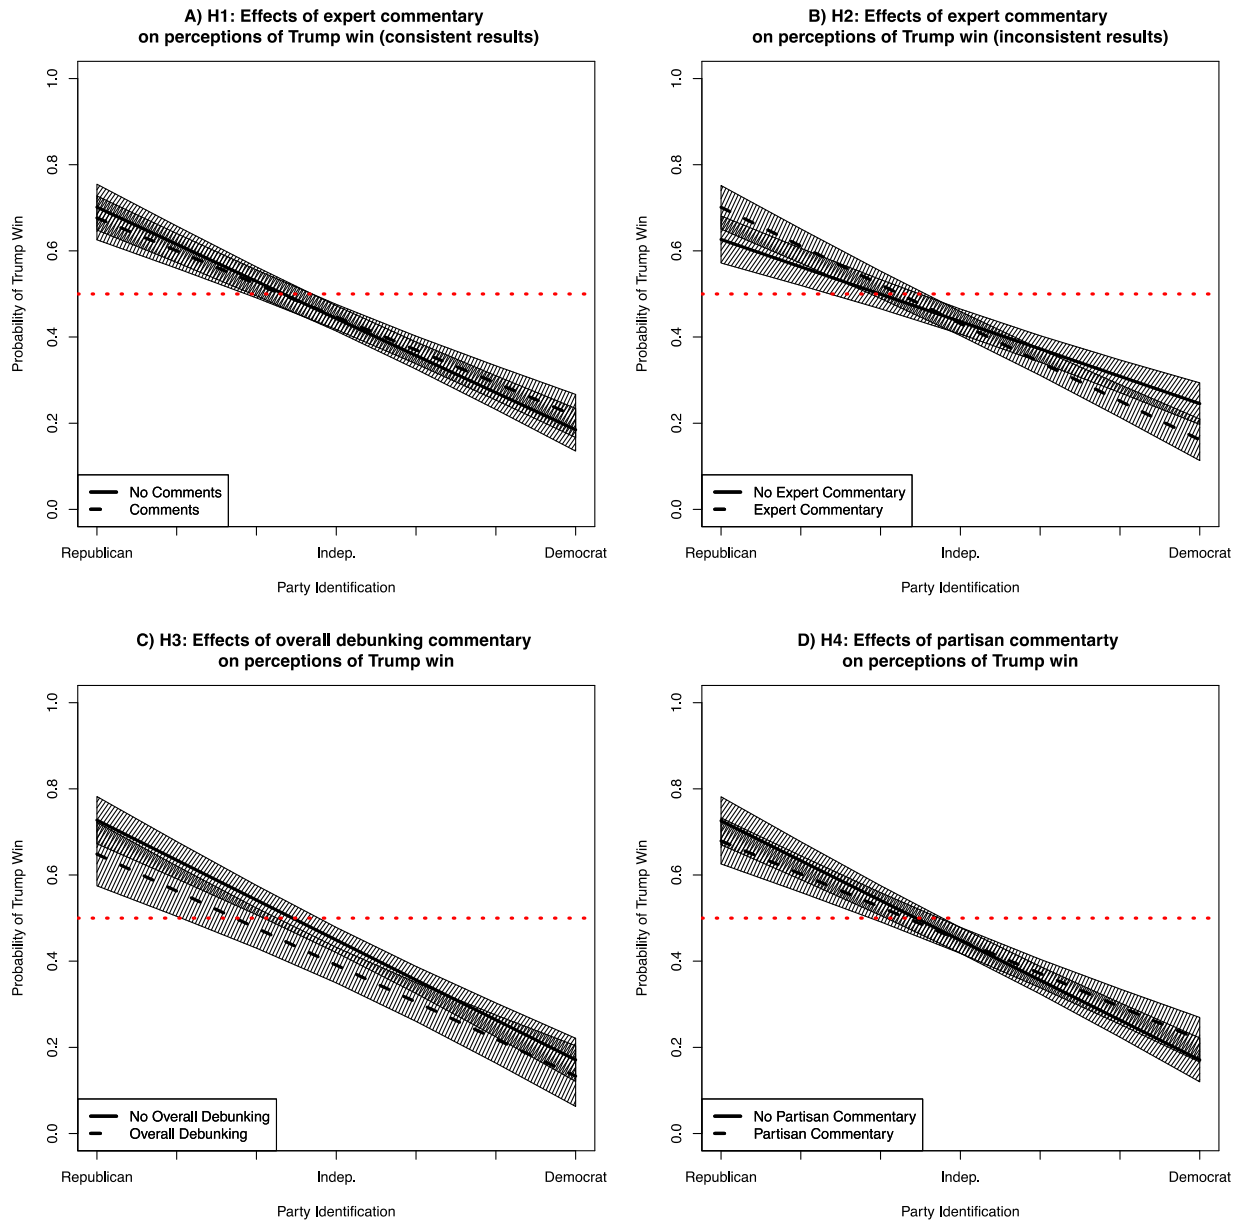 A) H1: Effects of expert commentary
on perceptions of Trump win (consistent results)
Probability of Trump Win
1.0
0.8
0.6
0.4
0.2
0.0
No Comments
Comments
Republican
Indep.
Democrat
Party Identification
B) H2: Effects of expert commentary
on perceptions of Trump win (inconsistent results)
Probability of Trump Win
1.0
0.8
0.6
0.4
0.2
0.0
No Expert Commentary
Expert Commentary
Republican
Indep.
Democrat
Party Identification
C) H3: Effects of overall debunking commentary
on perceptions of Trump win
Probability of Trump Win
1.0
0.8
0.6
0.4
0.2
0.0
No Overall Debunking
Overall Debunking
Republican
Indep.
Democrat
Party Identification
D) H4: Effects of partisan commentarty
on perceptions of Trump win
Probability of Trump Win
1.0
0.8
0.6
0.4
0.2
0.0
No Partisan Commentary
Partisan Commentary
Republican
Indep.
Democrat
Party Identification